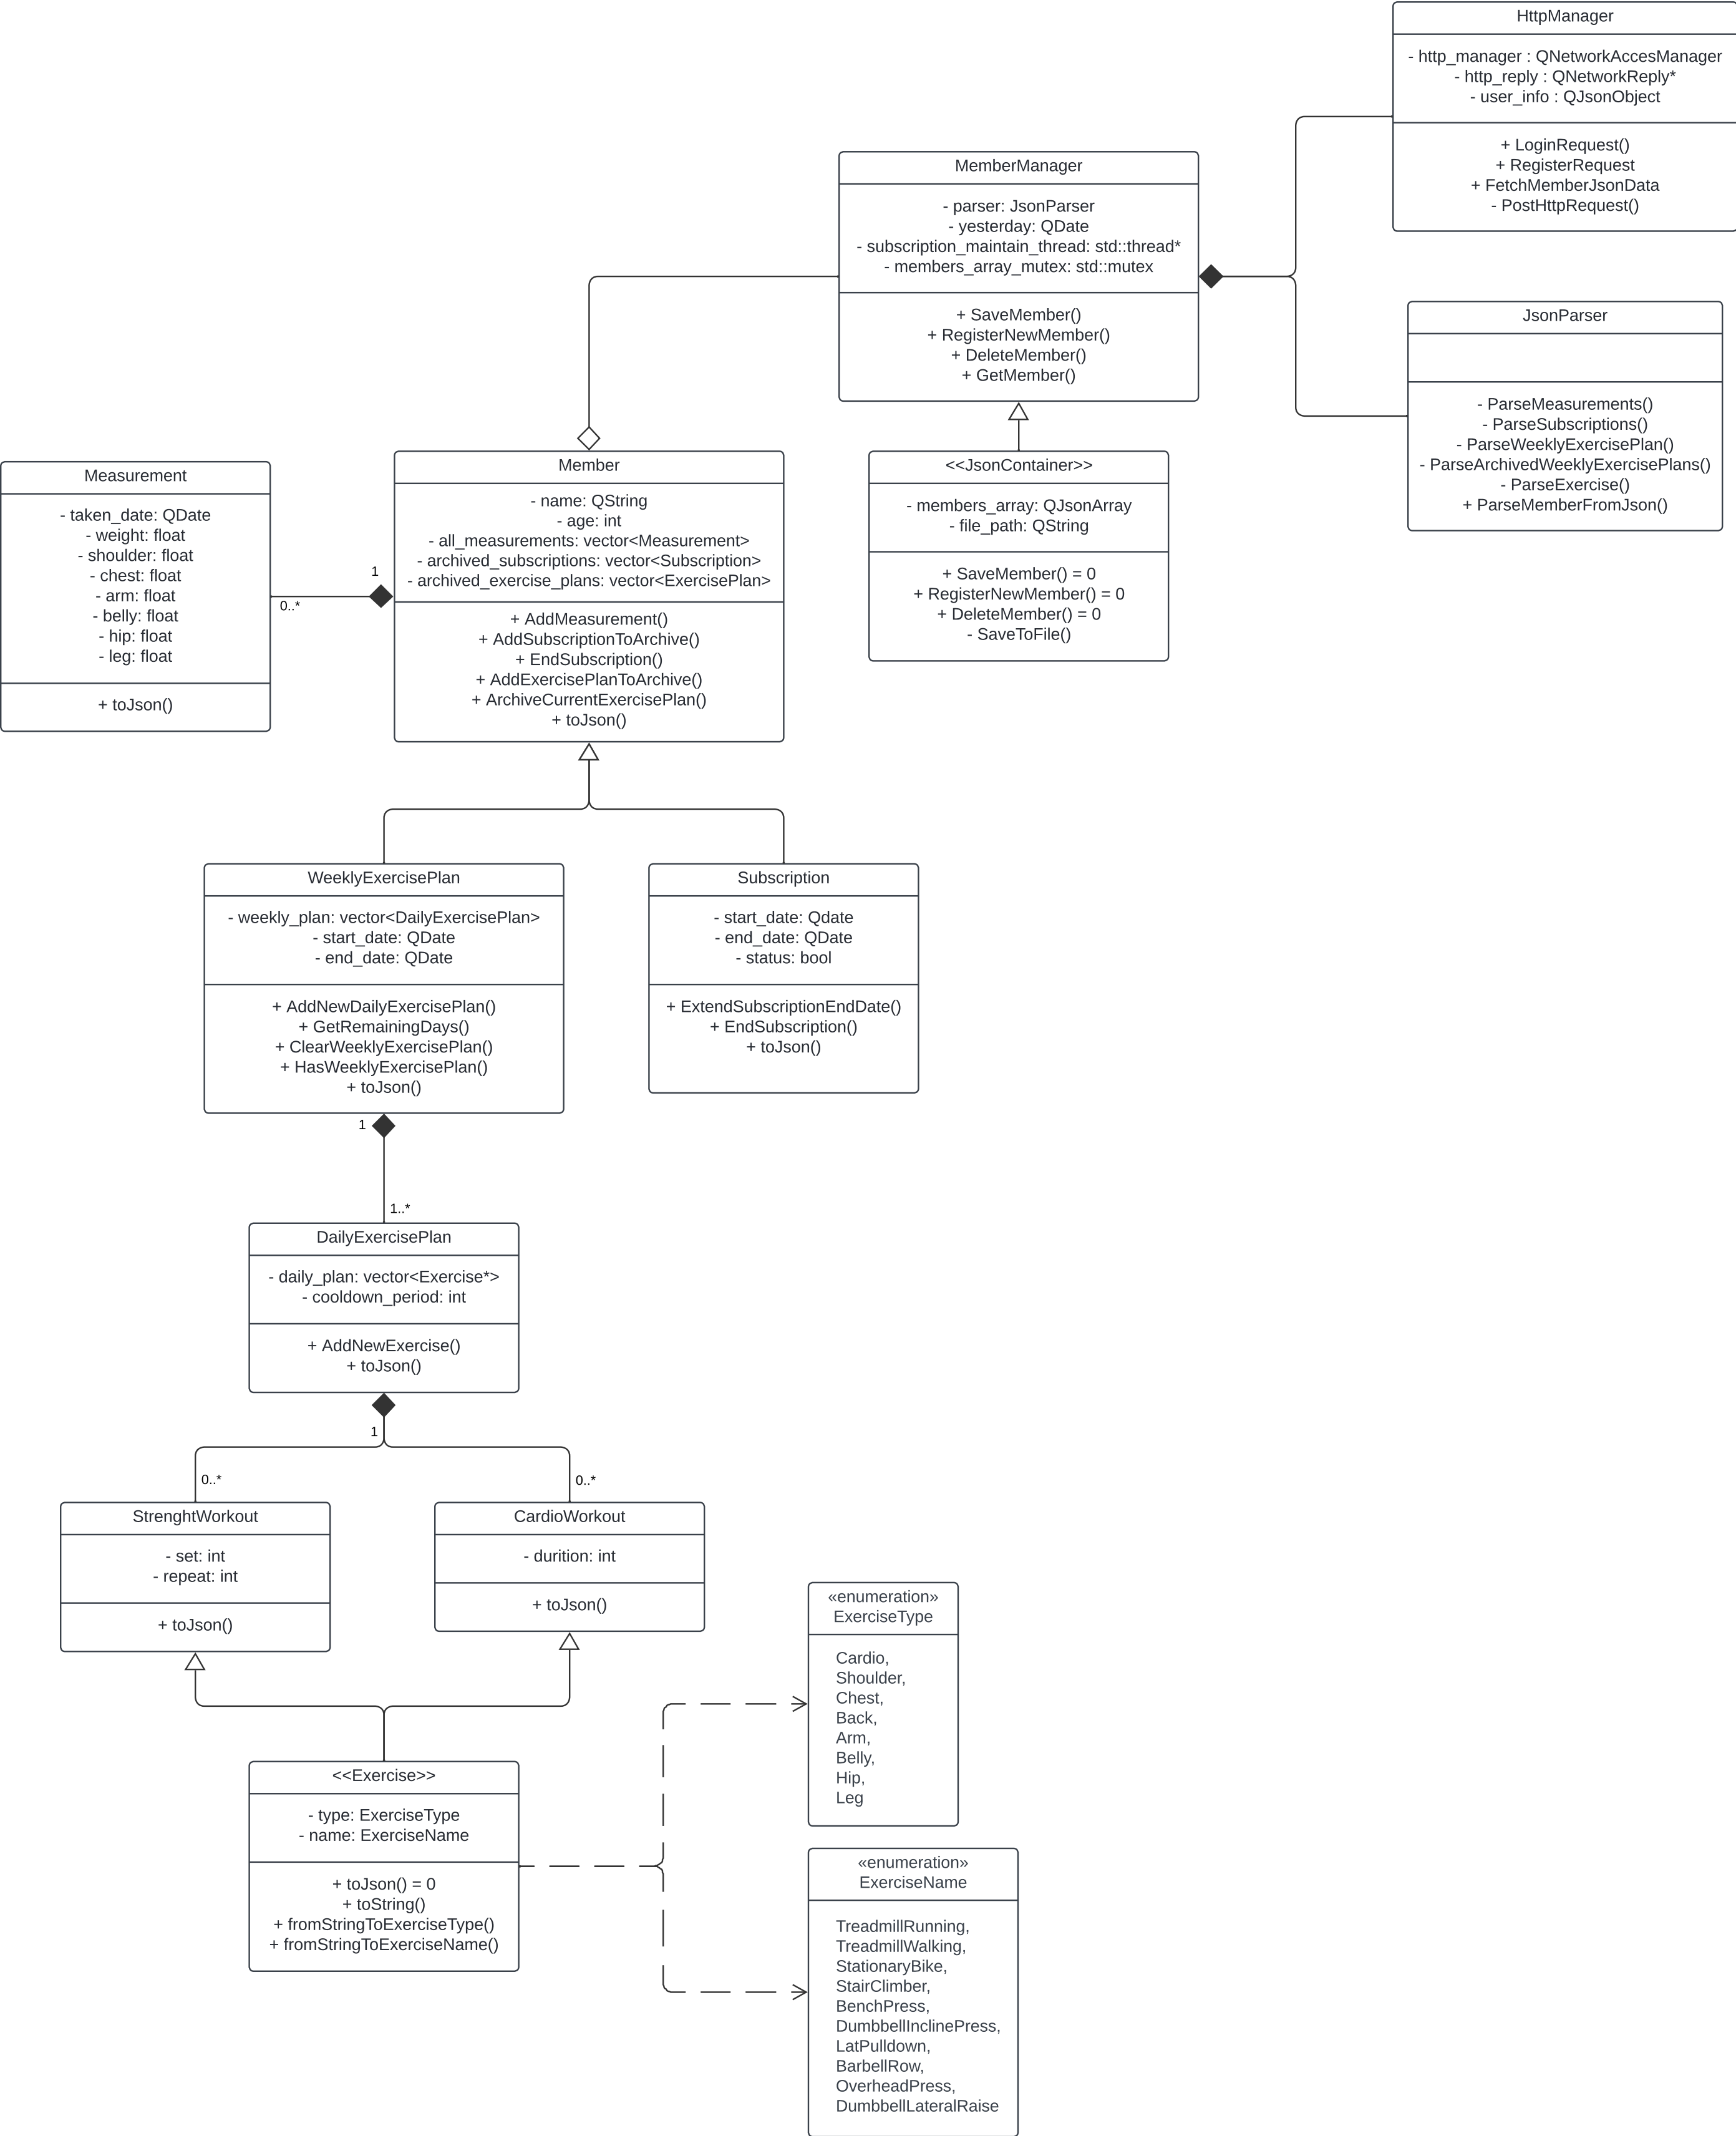 HttpManager
- http_manager : QNetworkAccesManager
- http_reply : QNetworkReply*
- user_info : QJsonObject
+ LoginRequest()
+ RegisterRequest
+ FetchMemberJsonData
- PostHttpRequest()
MemberManager
- parser: JsonParser
- yesterday: QDate
- subscription_maintain_thread: std::thread*
- members_array_mutex: std::mutex
+ SaveMember()
+ RegisterNewMember()
+ DeleteMember()
+ GetMember()
JsonParser
- ParseMeasurements()
- ParseSubscriptions()
- ParseWeeklyExercisePlan()
- ParseArchivedWeeklyExercisePlans()
- ParseExercise()
+ ParseMemberFromJson()
Measurement
- taken_date: QDate
- weight: float
- shoulder: float
- chest: float
- arm: float
- belly: float
- hip: float
- leg: float
+ toJson()
0..*
1
Member
- name: QString
- age: int
- all_measurements: vector<Measurement>
- archived_subscriptions: vector<Subscription>
- archived_exercise_plans: vector<ExercisePlan>
+ AddMeasurement()
+ AddSubscriptionToArchive()
+ EndSubscription()
+ AddExercisePlanToArchive()
+ ArchiveCurrentExercisePlan()
+ toJson()
<<JsonContainer>>
- members_array: QJsonArray
- file_path: QString
+ SaveMember() = 0
+ RegisterNewMember() = 0
+ DeleteMember() = 0
- SaveToFile()
WeeklyExercisePlan
- weekly_plan: vector<DailyExercisePlan>
- start_date: QDate
- end_date: QDate
+ AddNewDailyExercisePlan()
+ GetRemainingDays()
+ ClearWeeklyExercisePlan()
+ HasWeeklyExercisePlan()
+ toJson()
Subscription
- start_date: Qdate
- end_date: QDate
- status: bool
+ ExtendSubscriptionEndDate()
+ EndSubscription()
+ toJson()
1
1..*
DailyExercisePlan
- daily_plan: vector<Exercise*>
- cooldown_period: int
+ AddNewExercise()
+ toJson()
1
0..*
0..*
StrenghtWorkout
- set: int
- repeat: int
+ toJson()
CardioWorkout
- durition: int
+ toJson()
«enumeration»
ExerciseType
Cardio,
Shoulder,
Chest,
Back,
Arm,
Belly,
Hip,
Leg
<<Exercise>>
- type: ExerciseType
- name: ExerciseName
+ toJson() = 0
+ toString()
+ fromStringToExerciseType()
+ fromStringToExerciseName()
«enumeration»
ExerciseName
TreadmillRunning,
TreadmillWalking,
StationaryBike,
StairClimber,
BenchPress,
DumbbellInclinePress,
LatPulldown,
BarbellRow,
OverheadPress,
DumbbellLateralRaise